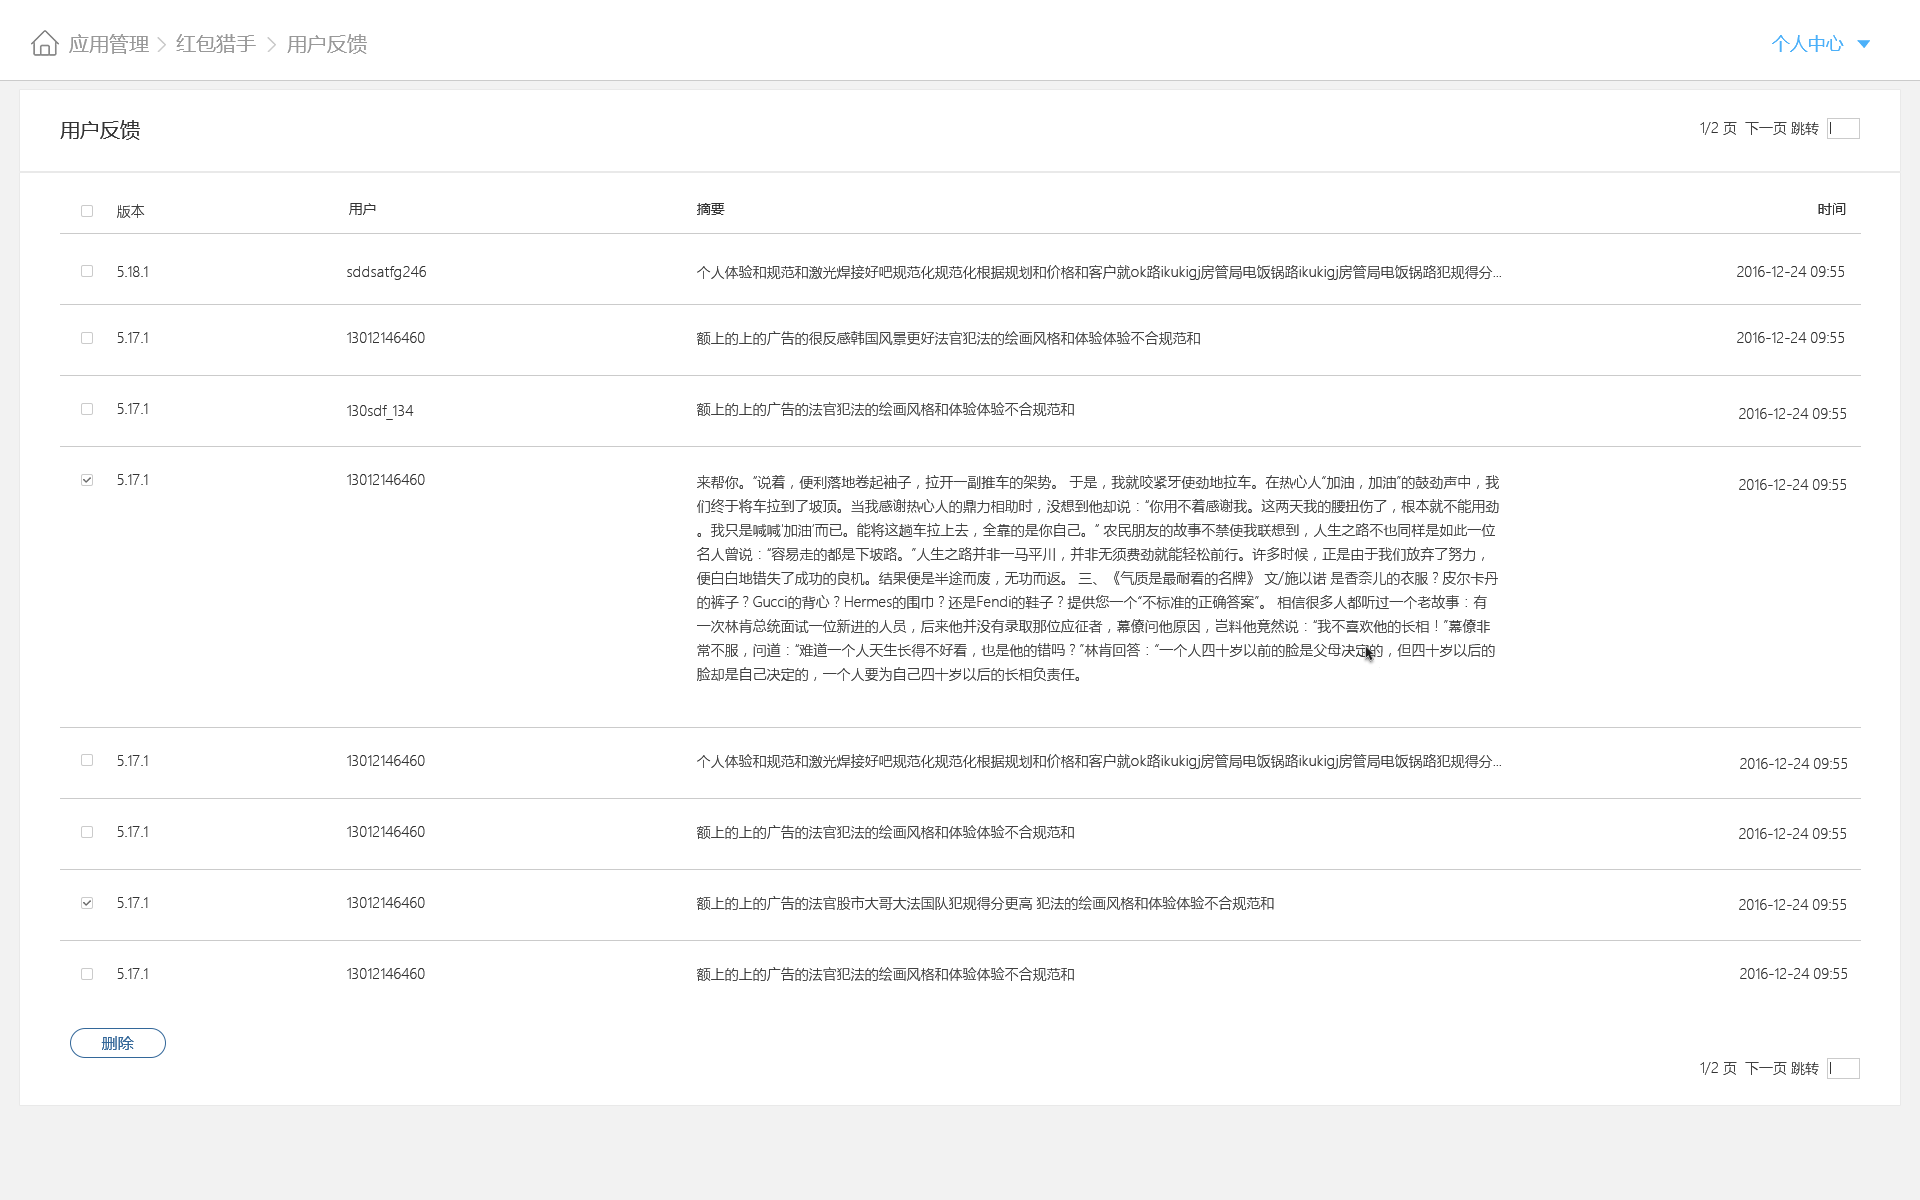 应用管理 > 红包猎手 > 用户反馈
个人中心
用户反馈
1/2 页 下一页 跳转
版本 用户 摘要 时间
5.18.1 sddsatfg246 个人体验和规范和激光焊接好吧规范化规范化根据规划和价格和客户就ok路ikukigj房管局电饭锅路ikukigj房管局电饭锅路犯规得分... 2016-12-24 09:55
5.17.1 13012146460 额上的上的广告的很反感韩国风景更好法官犯法的绘画风格和体验体验不合规范和 2016-12-24 09:55
5.17.1 130sdf_134 额上的上的广告的法官犯法的绘画风格和体验体验不合规范和 2016-12-24 09:55
5.17.1 13012146460 来帮你。”说着，便利落地卷起袖子，拉开一副推车的架势。 于是，我就咬紧牙使劲地拉车。在热心人“加油，加油”的鼓劲声中，我 2016-12-24 09:55
们终于将车拉到了坡顶。当我感谢热心人的鼎力相助时，没想到他却说：“你用不着感谢我。这两天我的腰扭伤了，根本就不能用劲
。我只是喊喊‘加油’而已。能将这趟车拉上去，全靠的是你自己。” 农民朋友的故事不禁使我联想到，人生之路不也同样是如此一位
名人曾说：“容易走的都是下坡路。”人生之路并非一马平川，并非无须费劲就能轻松前行。许多时候，正是由于我们放弃了努力，
便白白地错失了成功的良机。结果便是半途而废，无功而返。 三、《气质是最耐看的名牌》 文/施以诺 是香奈儿的衣服？皮尔卡丹
的裤子？Gucci的背心？Hermes的围巾？还是Fendi的鞋子？提供您一个“不标准的正确答案”。 相信很多人都听过一个老故事：有
一次林肯总统面试一位新进的人员，后来他并没有录取那位应征者，幕僚问他原因，岂料他竟然说：“我不喜欢他的长相！”幕僚非
常不服，问道：“难道一个人天生长得不好看，也是他的错吗？”林肯回答：“一个人四十岁以前的脸是父母决定的，但四十岁以后的
脸却是自己决定的，一个人要为自己四十岁以后的长相负责任。
5.17.1 13012146460 个人体验和规范和激光焊接好吧规范化规范化根据规划和价格和客户就ok路ikukigj房管局电饭锅路ikukigj房管局电饭锅路犯规得分... 2016-12-24 09:55
5.17.1 13012146460 额上的上的广告的法官犯法的绘画风格和体验体验不合规范和 2016-12-24 09:55
5.17.1 13012146460 额上的上的广告的法官股市大哥大法国队犯规得分更高 犯法的绘画风格和体验体验不合规范和 2016-12-24 09:55
5.17.1 13012146460 额上的上的广告的法官犯法的绘画风格和体验体验不合规范和 2016-12-24 09:55
删除
1/2 页 下一页 跳转